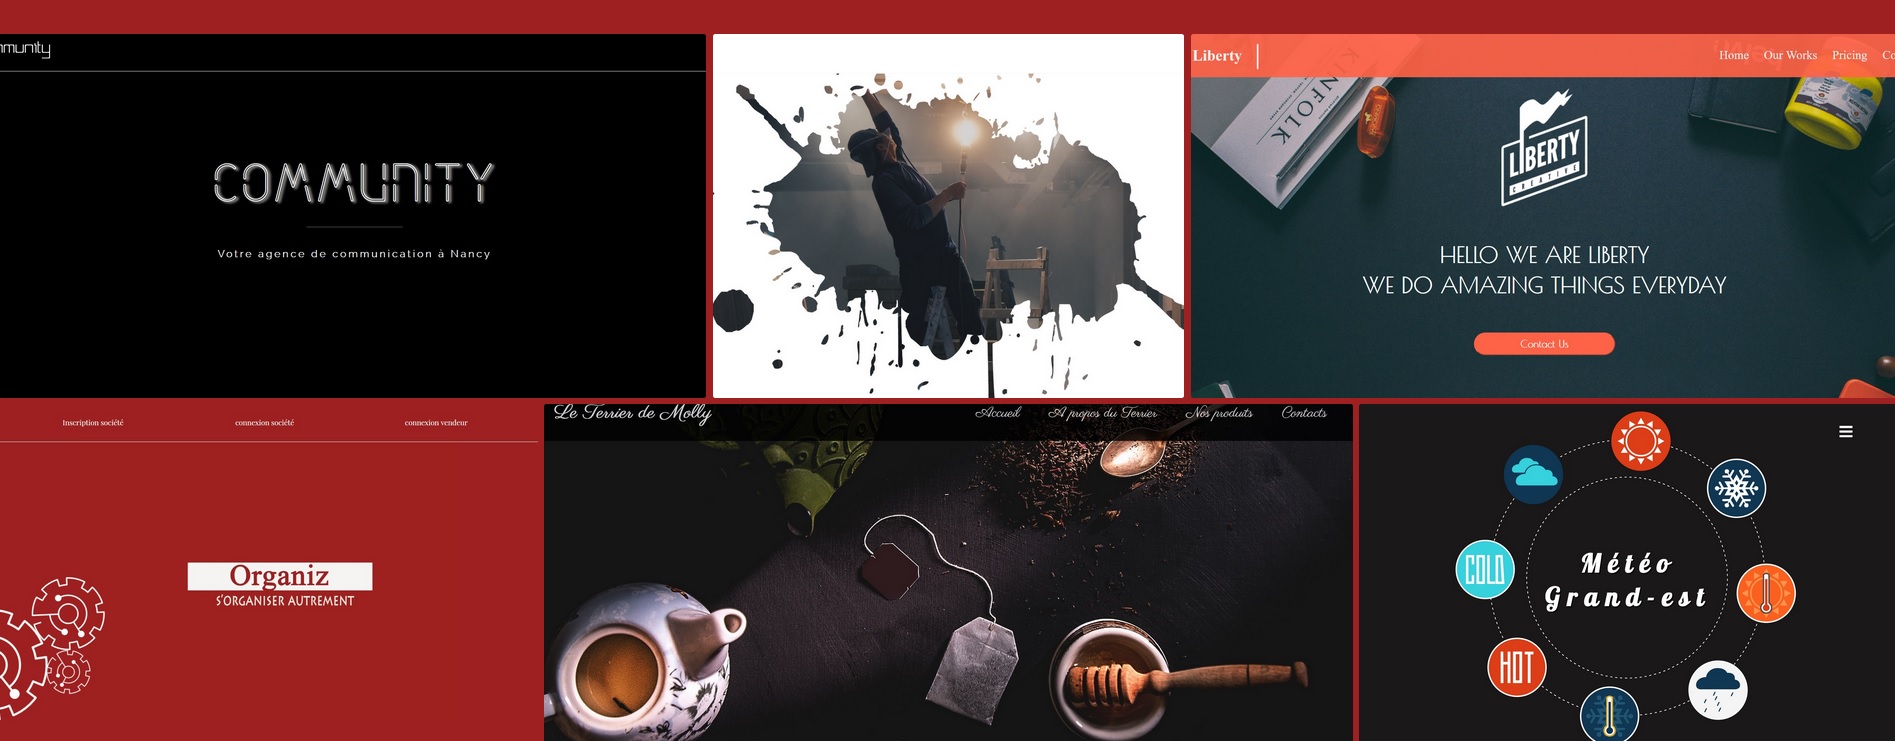 mmunity
COMMUNITY
Votre agence de communication à Nancy
Liberty
Home Our Works Pricing Co
KINFOLK
LIBERTY
CREATIVE
HELLO WE ARE LIBERTY
WE DO AMAZING THINGS EVERYDAY
Contact Us
Inscription société connexion société connexion vendeur
Organiz
S'ORGANISER AUTREMENT
Le Terrier de Molly
Accueil A propos du Terrier Nos produits Contacts
COLD
HOT
Météo
Grand-est